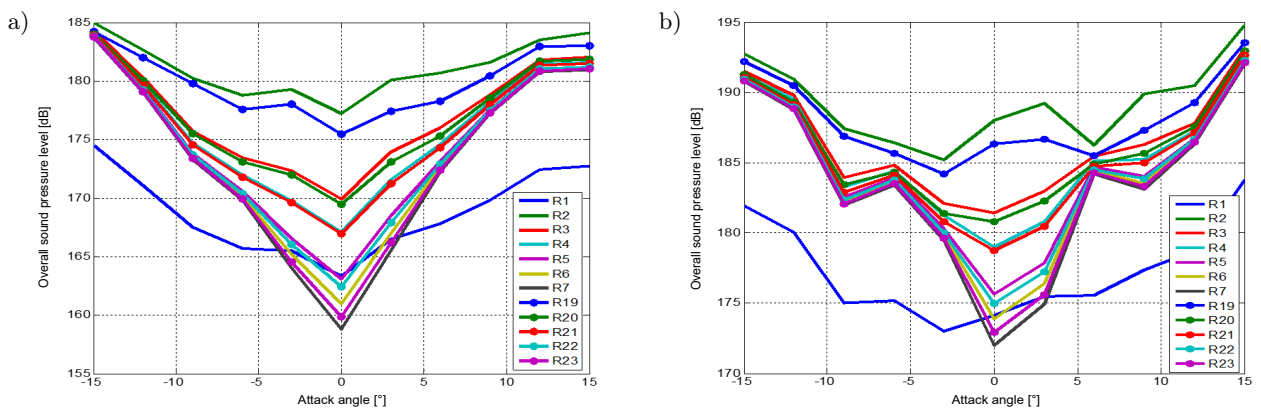 a)
Overall sound pressure level [dB]
185
180
175
170
165
160
155
-15 -10 -5 0 5 10 15
Attack angle [°]
R1
R2
R3
R4
R5
R6
R7
R19
R20
R21
R22
R23
b)
Overall sound pressure level [dB]
195
190
185
180
175
170
-15 -10 -5 0 5 10 15
Attack angle [°]
R1
R2
R3
R4
R5
R6
R7
R19
R20
R21
R22
R23